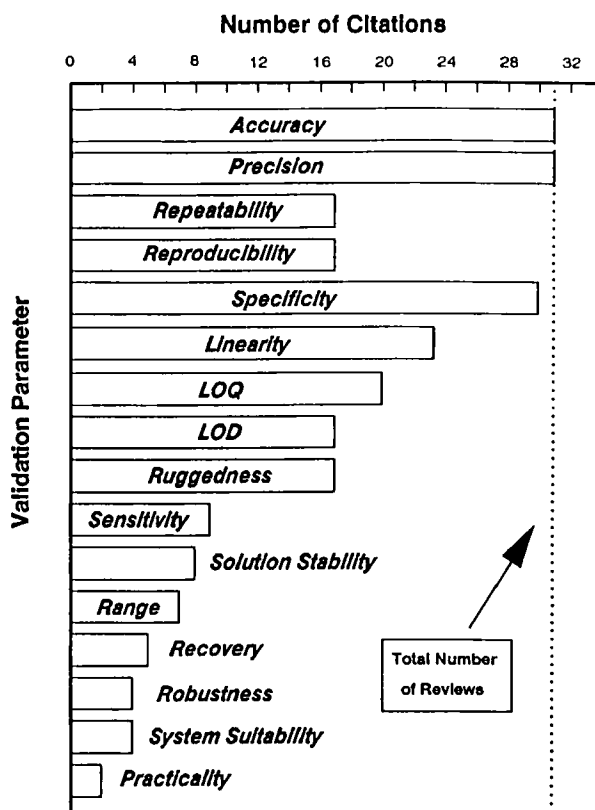 Number of Citations
0 4 8 12 16 20 24 28 32
Accuracy
Precision
Repeatability
Reproducibility
Specificity
Linearity
LOQ
LOD
Ruggedness
Sensitivity
Solution Stability
Range
Recovery
Robustness
System Suitability
Practicality
Validation Parameter
Total Number
of Reviews